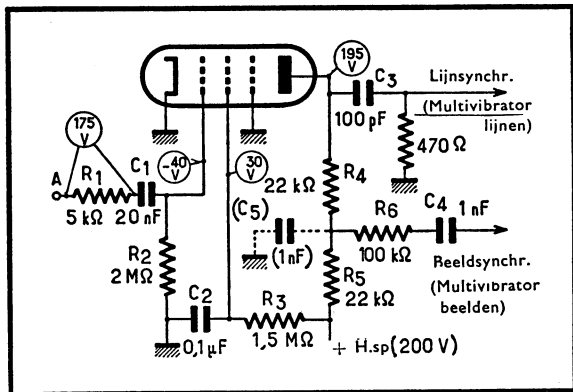 195
V
C3
Lijnsynchr.
(Multivibrator
lijnen)
100 pF
470 Ω
175
V
-40
V
30
V
A
R1
C1
5 kΩ
20 nF
22 kΩ
R4
(C5)
(1nF)
R6
C4
1 nF
100 kΩ
R2
2 MΩ
R5
22 kΩ
Reeldsynchr.
(Multivibrator
beelden)
C2
0,1 µF
R3
1,5 MΩ
+ H.sp (200 V)